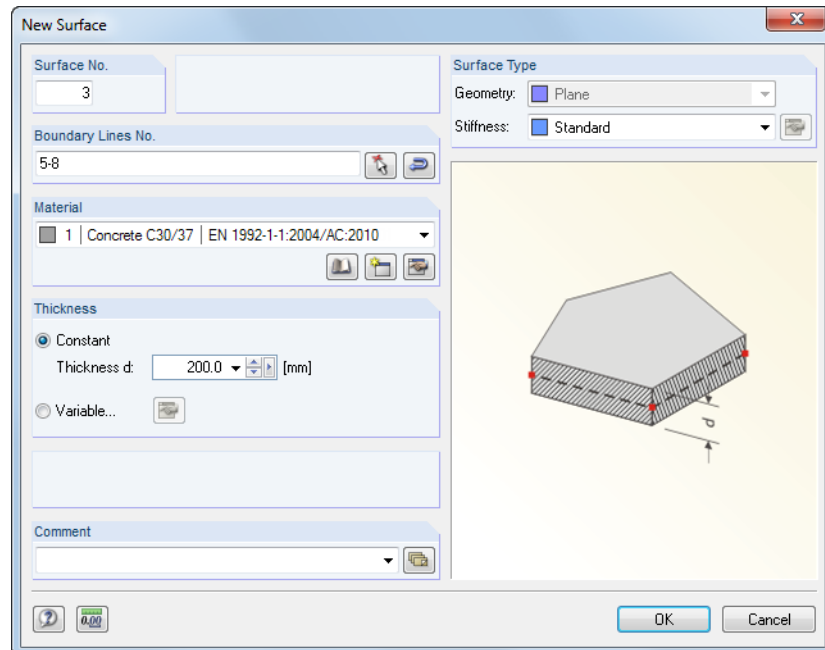 New Surface
Surface No.
3
Boundary Lines No.
5-8
Material
1 | Concrete C30/37 | EN 1992-1-1:2004/AC:2010
Thickness
Constant
Thickness d: 200.0 [mm]
Variable...
Comment
0.00
Surface Type
Geometry: Plane
Stiffness: Standard
d
OK
Cancel